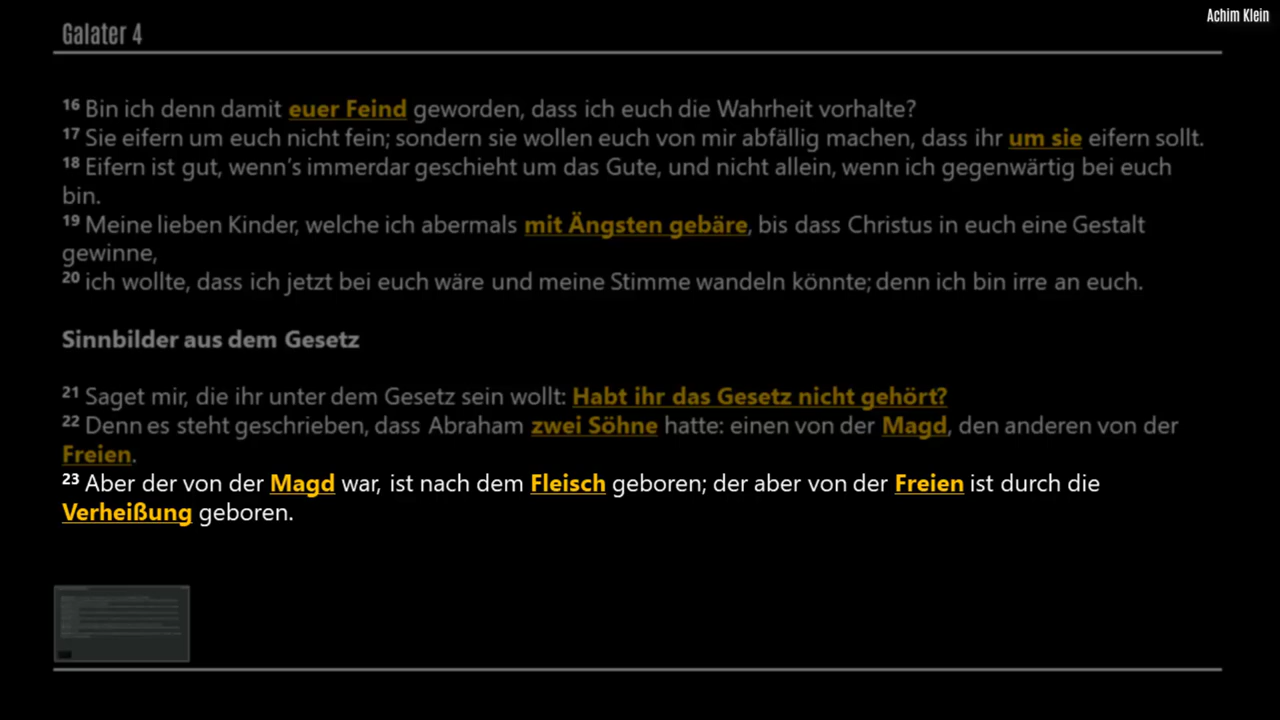 Achim Klein
Galater 4
16 Bin ich denn damit euer Feind geworden, dass ich euch die Wahrheit vorhalte?
17 Sie eifern um euch nicht fein; sondern sie wollen euch von mir abfällig machen, dass ihr um sie eifern sollt.
18 Eifern ist gut, wenn's immerdar geschieht um das Gute, und nicht allein, wenn ich gegenwärtig bei euch
bin.
19 Meine lieben Kinder, welche ich abermals mit Ängsten gebäre, bis dass Christus in euch eine Gestalt
gewinne,
20 ich wollte, dass ich jetzt bei euch wäre und meine Stimme wandeln könnte; denn ich bin irre an euch.
Sinnbilder aus dem Gesetz
21 Saget mir, die ihr unter dem Gesetz sein wollt: Habt ihr das Gesetz nicht gehört?
22 Denn es steht geschrieben, dass Abraham zwei Söhne hatte: einen von der Magd, den anderen von der
Freien.
23 Aber der von der Magd war, ist nach dem Fleisch geboren; der aber von der Freien ist durch die
Verheißung geboren.